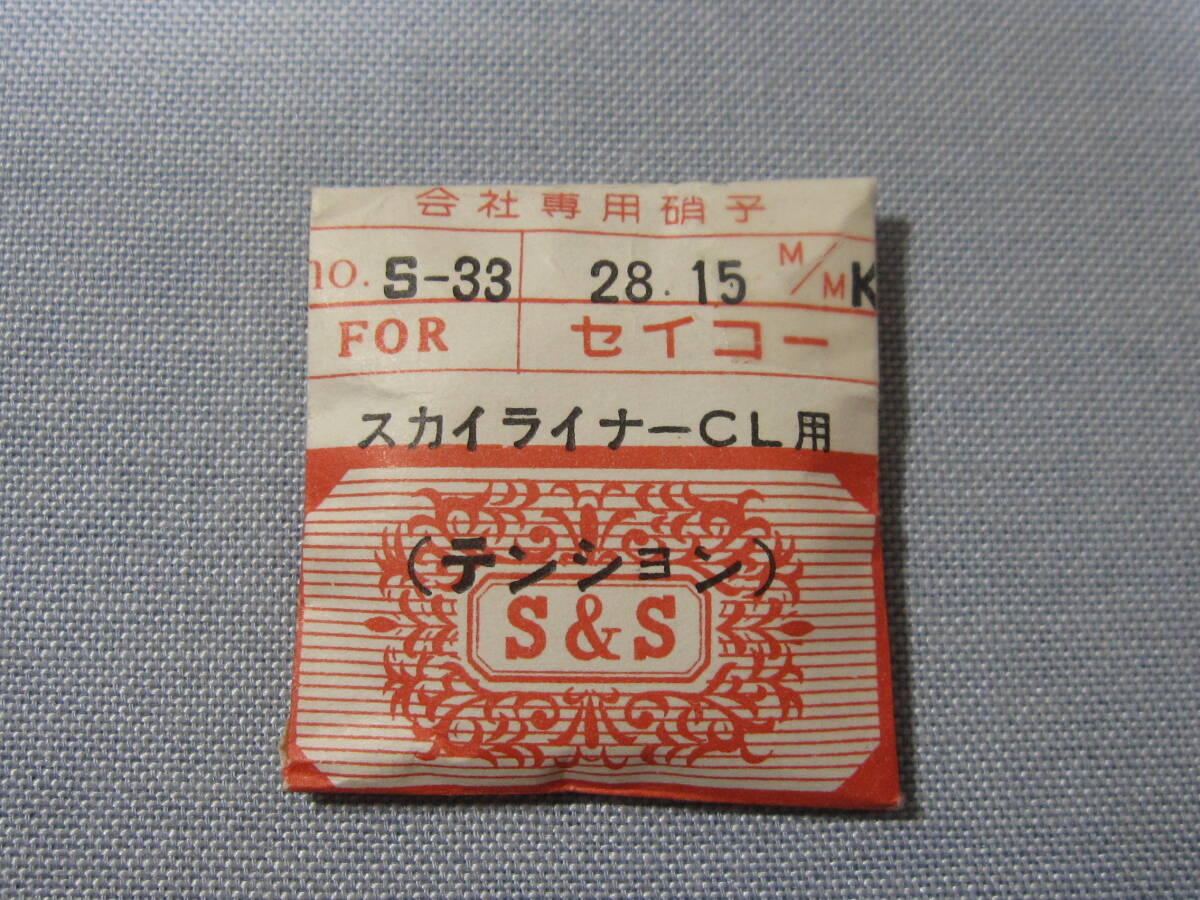 会社専用硝子
no. S-33 28.15 M/M K
FOR セイコー
スカイライナーCL用
(テンション)
S&S